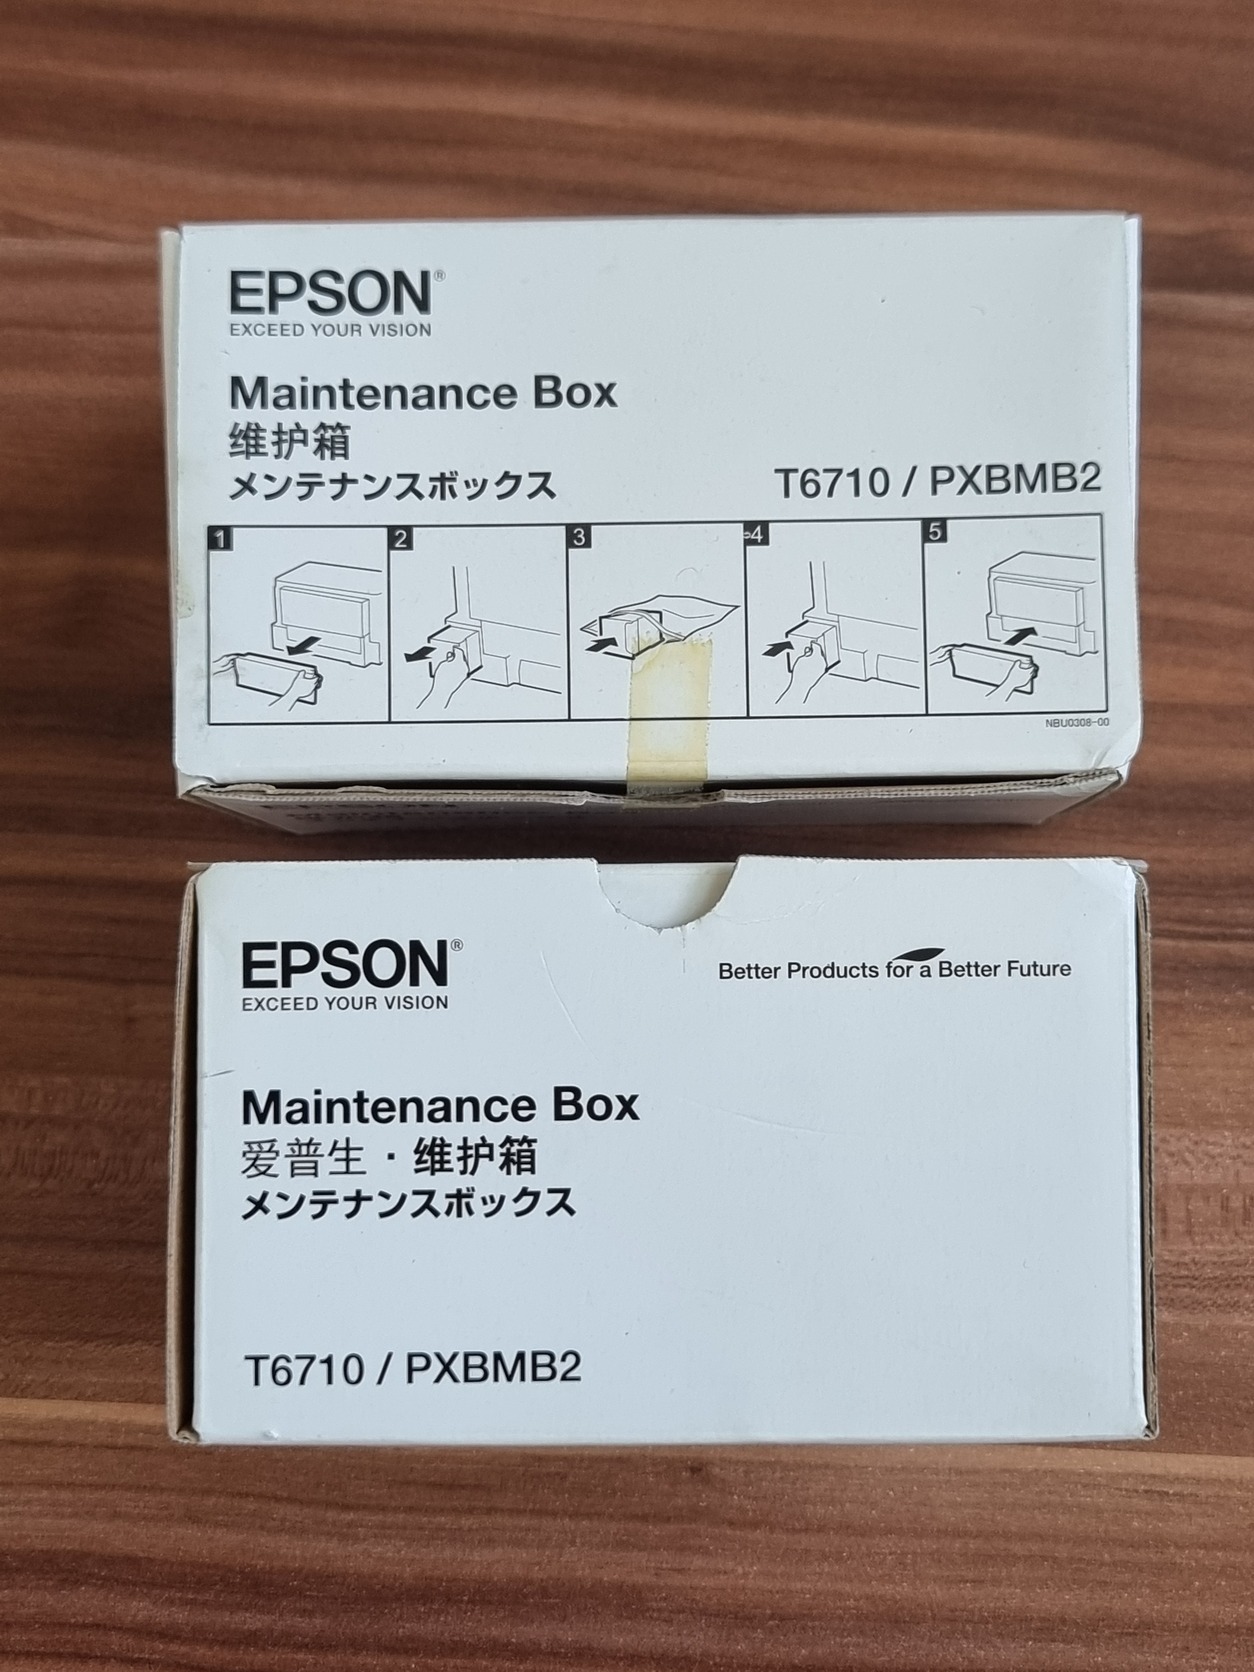 EPSON®
EXCEED YOUR VISION
Maintenance Box
维护箱
メンテナンスボックス
T6710 / PXBMB2
1
2
3
4
5
NBU0308-00
EPSON®
EXCEED YOUR VISION
Better Products for a Better Future
Maintenance Box
爱普生・维护箱
メンテナンスボックス
T6710 / PXBMB2